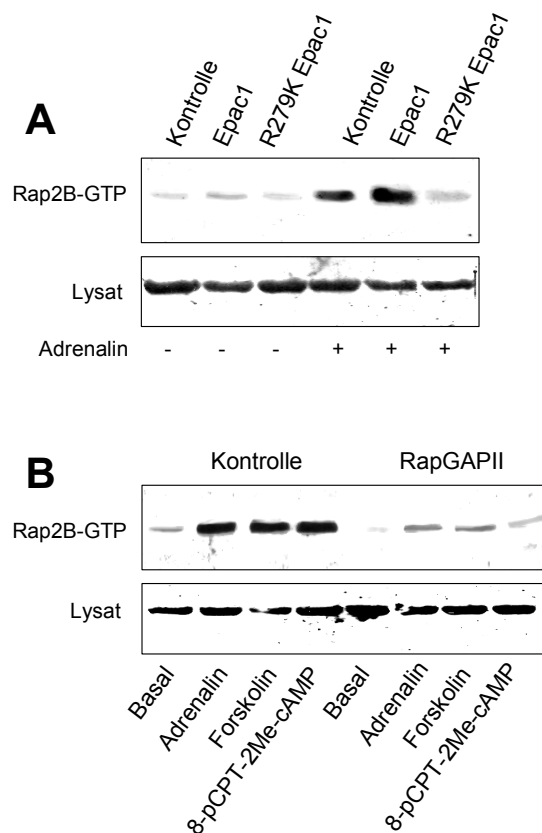 A
Kontrolle Epac1 R279K Epac1 Kontrolle Epac1 R279K Epac1
Rap2B-GTP
Lysat
Adrenalin - - - + + +
B
Kontrolle RapGAPII
Rap2B-GTP
Lysat
Basal Adrenalin Forskolin 8-pCPT-2Me-cAMP Basal Adrenalin Forskolin 8-pCPT-2Me-cAMP